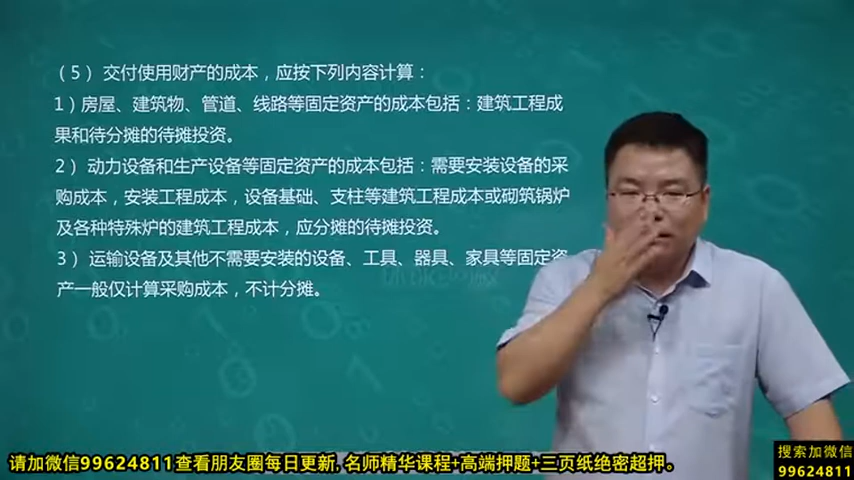 （5） 交付使用财产的成本，应按下列内容计算：
1）房屋、建筑物、管道、线路等固定资产的成本包括：建筑工程成
果和待分摊的待摊投资。
2） 动力设备和生产设备等固定资产的成本包括：需要安装设备的采
购成本，安装工程成本，设备基础、支柱等建筑工程成本或砌筑锅炉
及各种特殊炉的建筑工程成本，应分摊的待摊投资。
3） 运输设备及其他不需要安装的设备、工具、器具、家具等固定资
产一般仅计算采购成本，不计分摊。
请加微信99624811查看朋友圈每日更新,名师精华课程+高端押题+三页纸绝密超押。
搜索加微信
99624811